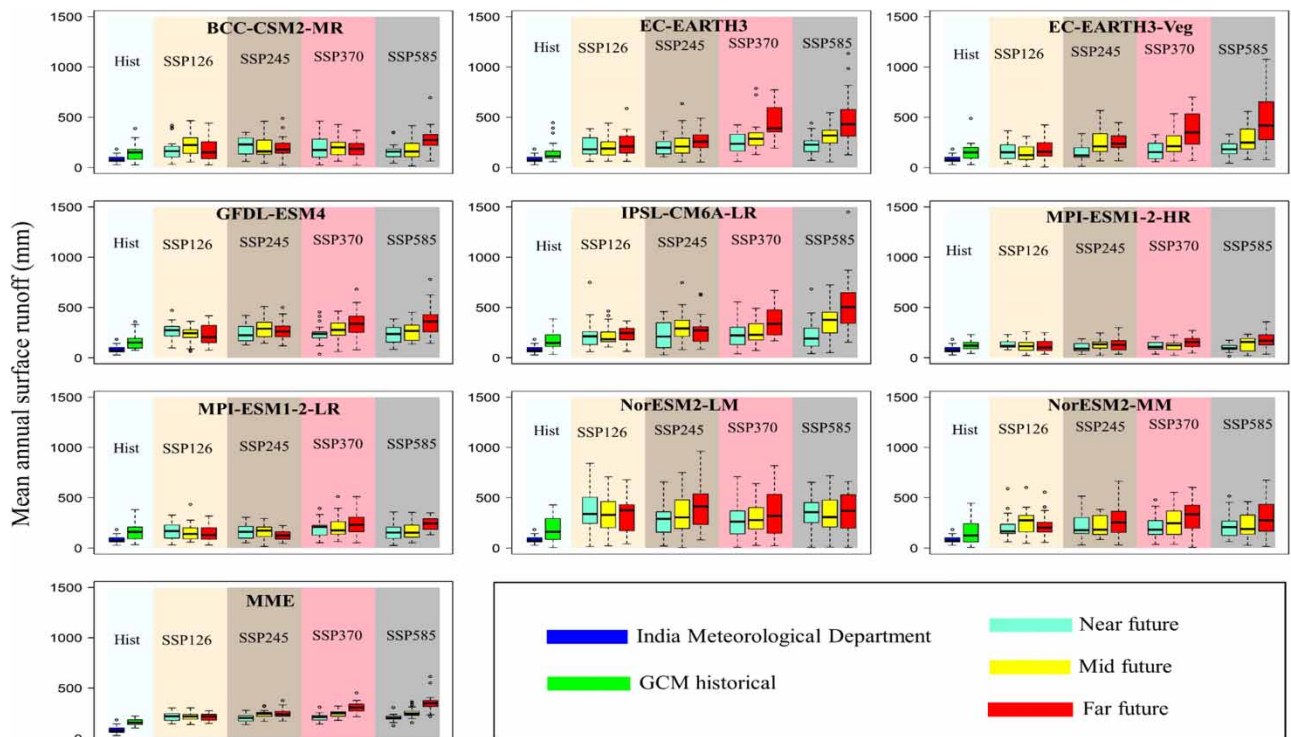 Mean annual surface runoff (mm)
BCC-CSM2-MR
1500
1000
500
0
Hist
SSP126
SSP245
SSP370
SSP585
EC-EARTH3
1500
1000
500
0
Hist
SSP126
SSP245
SSP370
SSP585
EC-EARTH3-Veg
1500
1000
500
0
Hist
SSP126
SSP245
SSP370
SSP585
GFDL-ESM4
1500
1000
500
0
Hist
SSP126
SSP245
SSP370
SSP585
IPSL-CM6A-LR
1500
1000
500
0
Hist
SSP126
SSP245
SSP370
SSP585
MPI-ESM1-2-HR
1500
1000
500
0
Hist
SSP126
SSP245
SSP370
SSP585
MPI-ESM1-2-LR
1500
1000
500
0
Hist
SSP126
SSP245
SSP370
SSP585
NorESM2-LM
1500
1000
500
0
Hist
SSP126
SSP245
SSP370
SSP585
NorESM2-MM
1500
1000
500
0
Hist
SSP126
SSP245
SSP370
SSP585
MME
1500
1000
500
0
Hist
SSP126
SSP245
SSP370
SSP585
India Meteorological Department
GCM historical
Near future
Mid future
Far future